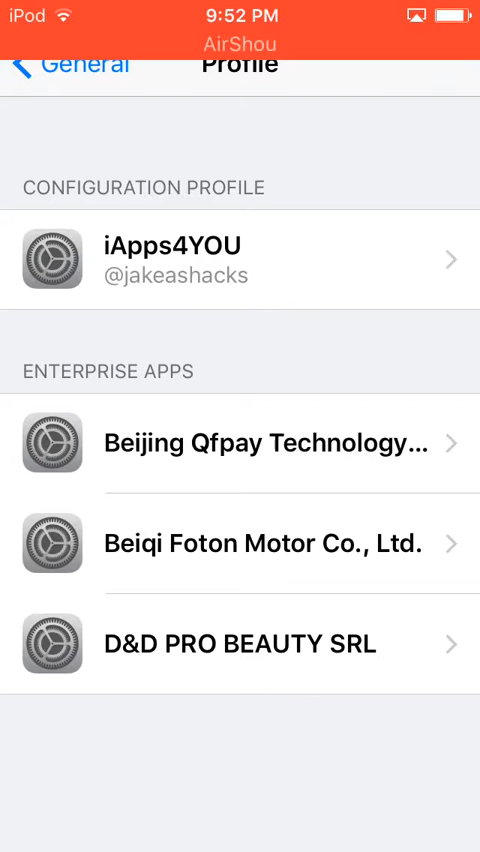 iPod 9:52 PM
AirShou
General Profile
CONFIGURATION PROFILE
iApps4YOU
@jakeashacks
ENTERPRISE APPS
Beijing Qfpay Technology...
Beiqi Foton Motor Co., Ltd.
D&D PRO BEAUTY SRL